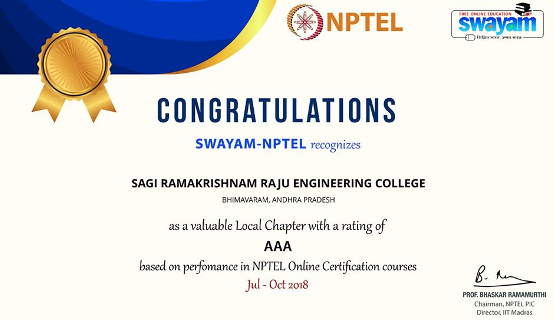 NPTEL
FREE ONLINE EDUCATION
swayam
शिक्षित भारत, उन्नत भारत
CONGRATULATIONS
SWAYAM-NPTEL recognizes
SAGI RAMAKRISHNAM RAJU ENGINEERING COLLEGE
BHIMAVARAM, ANDHRA PRADESH
as a valuable Local Chapter with a rating of
AAA
based on perfomance in NPTEL Online Certification courses
Jul - Oct 2018
PROF. BHASKAR RAMAMURTHI
Chairman, NPTEL PIC
Director, IIT Madras